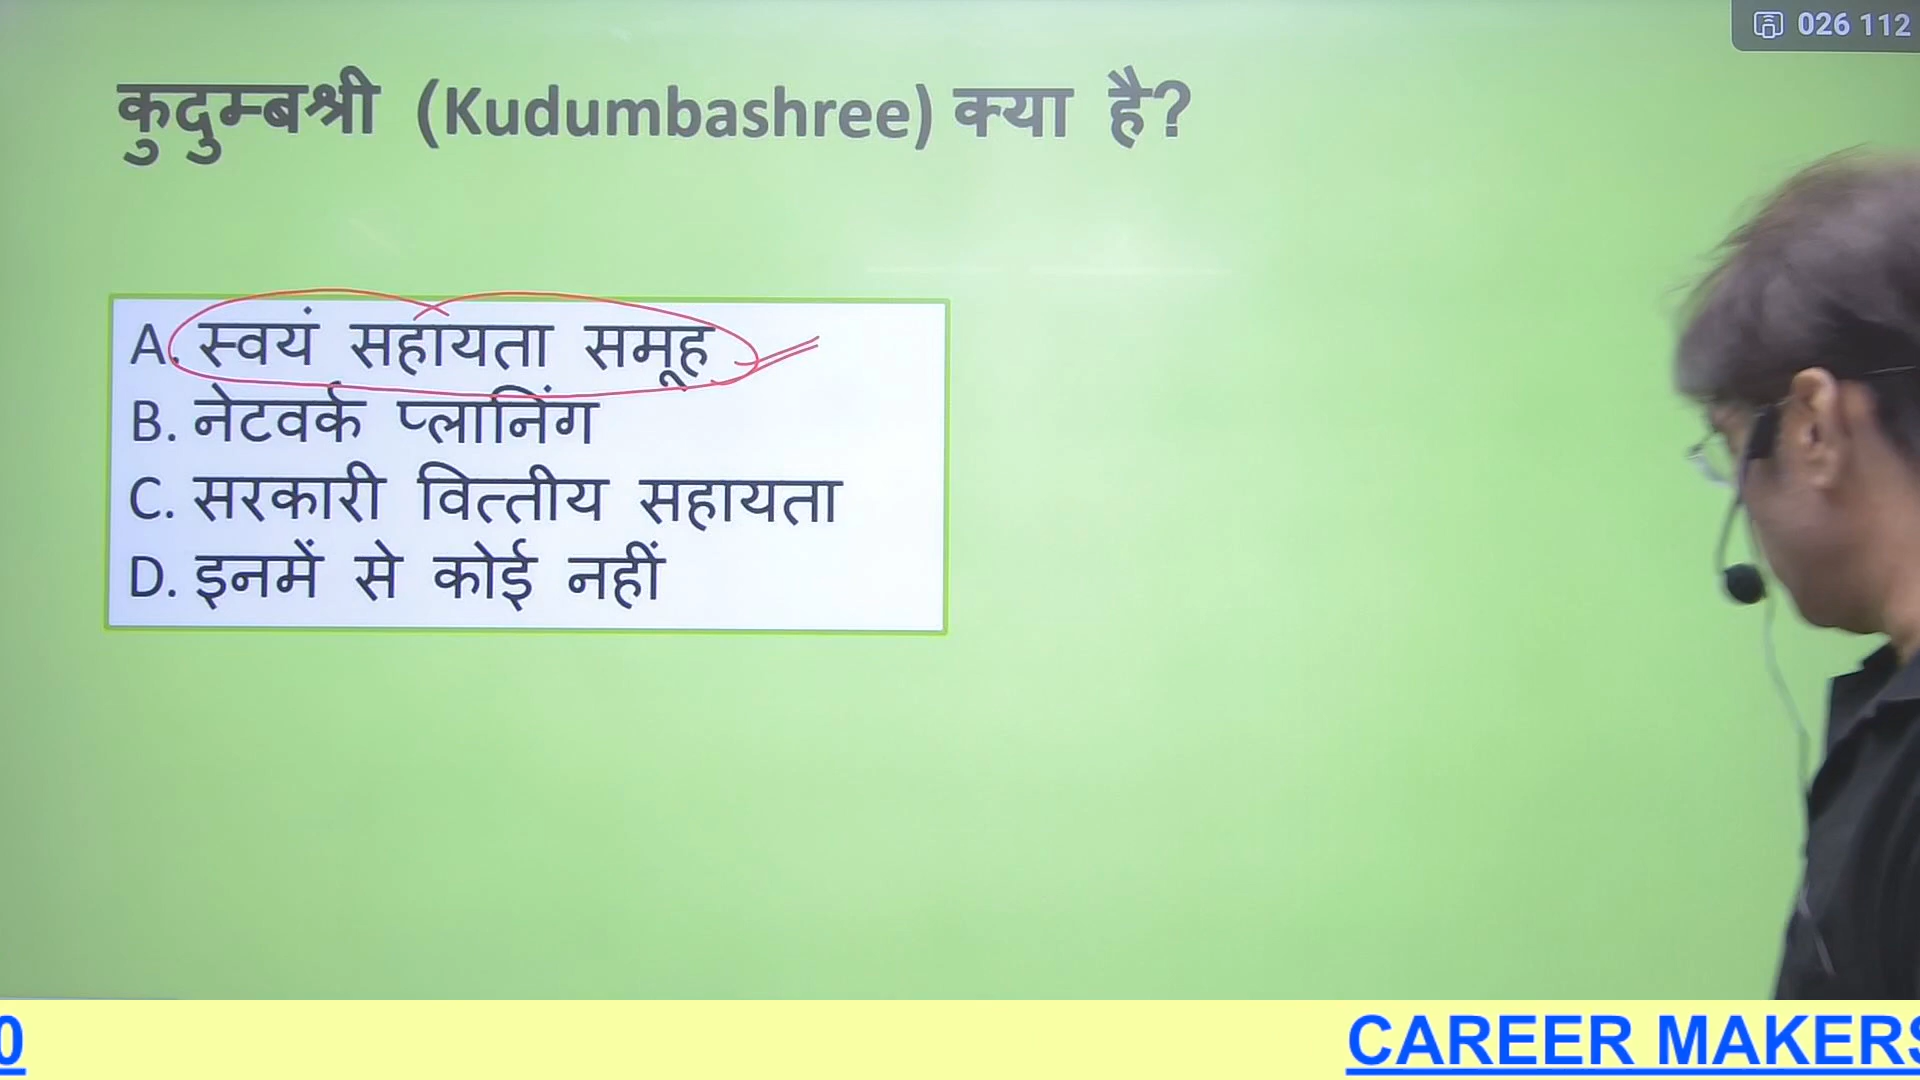 026 112
कुदुम्बश्री (Kudumbashree) क्या है?
A. स्वयं सहायता समूह
B. नेटवर्क प्लानिंग
C. सरकारी वित्तीय सहायता
D. इनमें से कोई नहीं
0
CAREER MAKERS